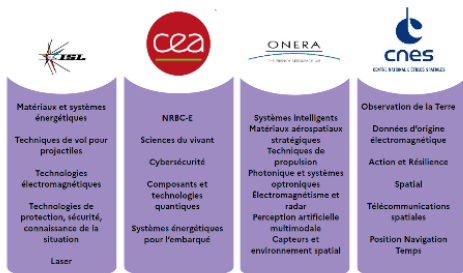 ISL
Matériaux et systèmes
énergétiques
Techniques de vol pour
projectiles
Technologies
électromagnétiques
Technologies de
protection, sécurité,
connaissance de la
situation
Laser
cea
NRBC-E
Sciences du vivant
Cybersécurité
Composants et
technologies
quantiques
Systèmes énergétiques
pour l'embarqué
ONERA
THE FRENCH AEROSPACE LAB
Systèmes intelligents
Matériaux aérospatiaux
stratégiques
Techniques de
propulsion
Photonique et systèmes
optroniques
Électromagnétisme et
radar
Perception artificielle
multimodale
Capteurs et
environnement spatial
cnes
CENTRE NATIONAL D'ÉTUDES SPATIALES
Observation de la Terre
Données d'origine
électromagnétique
Action et Résilience
Spatial
Télécommunications
spatiales
Position Navigation
Temps